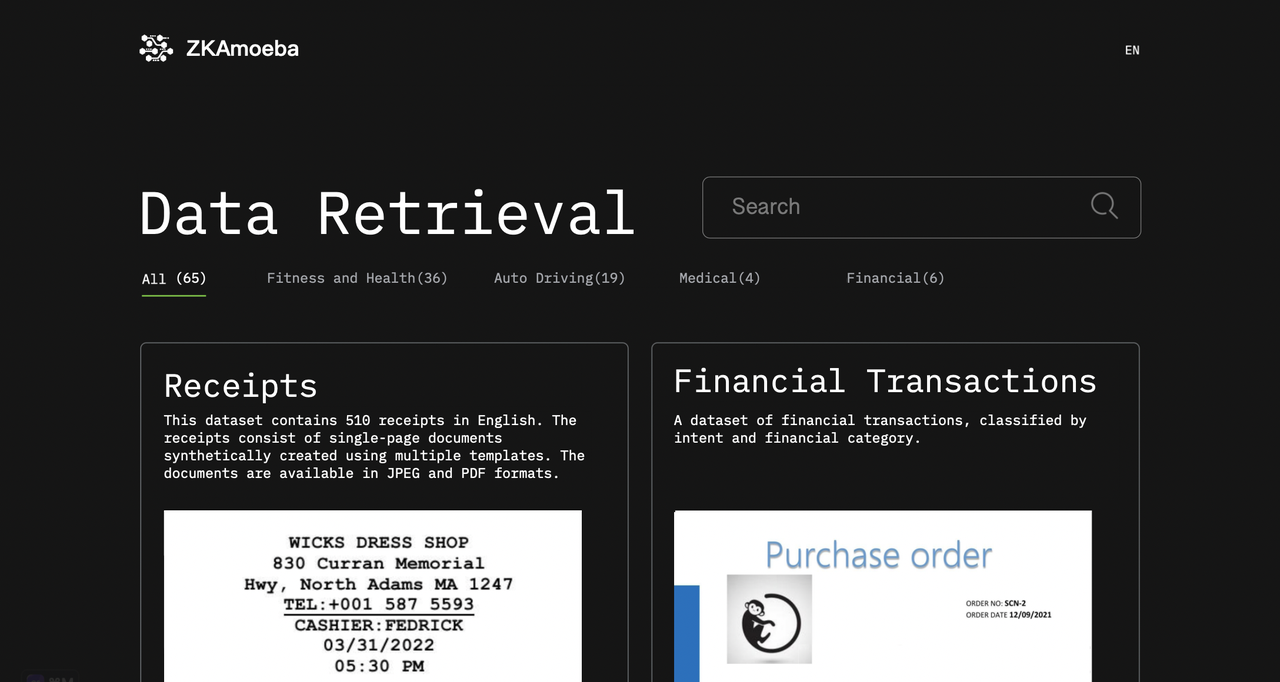 ZKAmoeba
EN
Data Retrieval
Search
All (65)
Fitness and Health(36)
Auto Driving(19)
Medical(4)
Financial(6)
Receipts
This dataset contains 510 receipts in English. The
receipts consist of single-page documents
synthetically created using multiple templates. The
documents are available in JPEG and PDF formats.
WICKS DRESS SHOP
830 Curran Memorial
Hwy, North Adams MA 1247
TEL:+001 587 5593
CASHIER:FEDRICK
03/31/2022
05:30 PM
Financial Transactions
A dataset of financial transactions, classified by
intent and financial category.
Purchase order
ORDER NO: SCN-2
ORDER DATE 12/09/2021